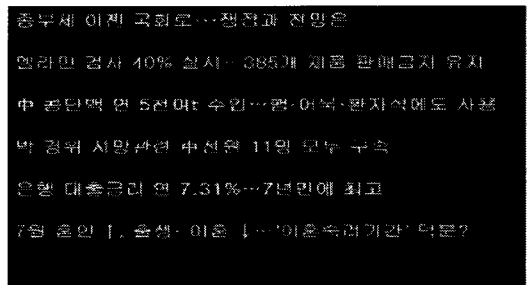 종부세 이젠 국회로…쟁점과 전망은
멜라민 검사 40% 실시…385개 제품 판매금지 유지
中 콩단백 연 5천여t 수입…햄·어묵·환자식에도 사용
박 경위 사망관련 中선원 11명 모두 구속
은행 대출금리 연 7.31%…7년만에 최고
7월 혼인 ↑, 출생·이혼 ↓…'이혼숙려기간' 덕분?